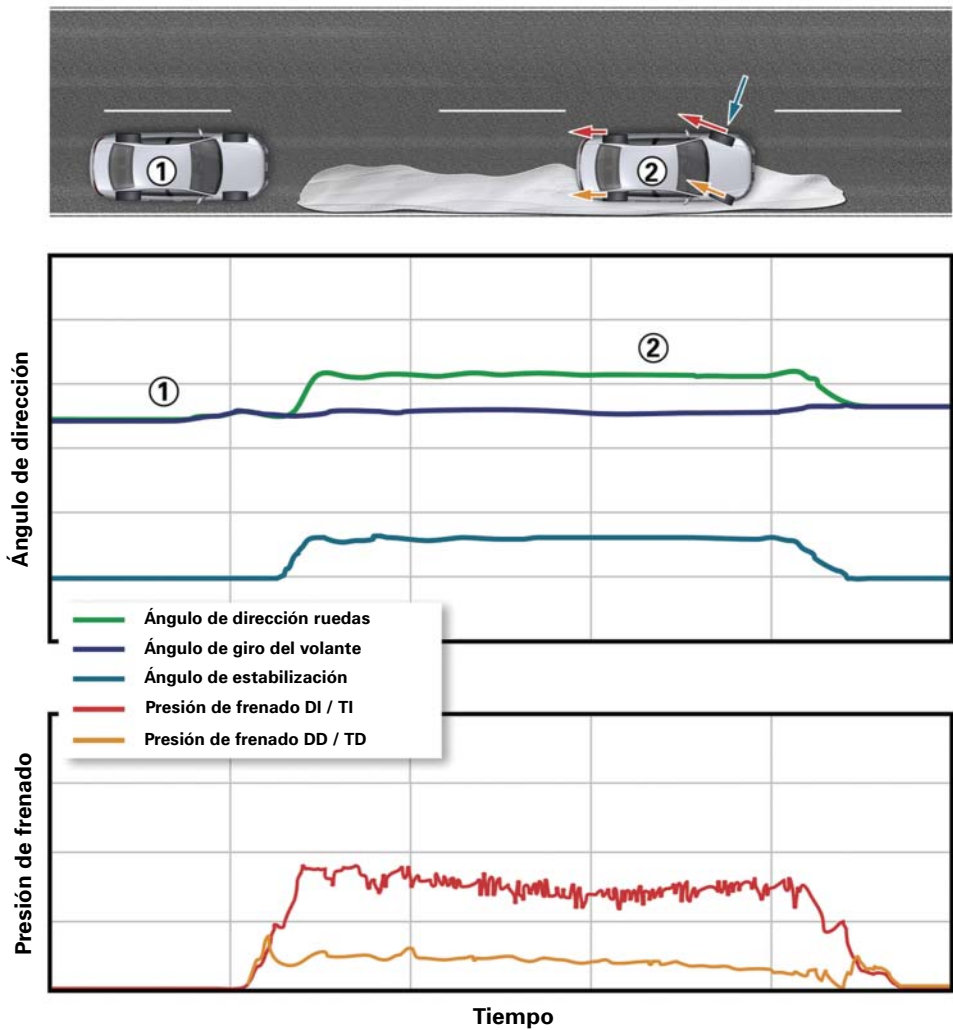 ①
②
②
①
Ángulo de dirección
Ángulo de dirección ruedas
Ángulo de giro del volante
Ángulo de estabilización
Presión de frenado DI / TI
Presión de frenado DD / TD
Presión de frenado
Tiempo